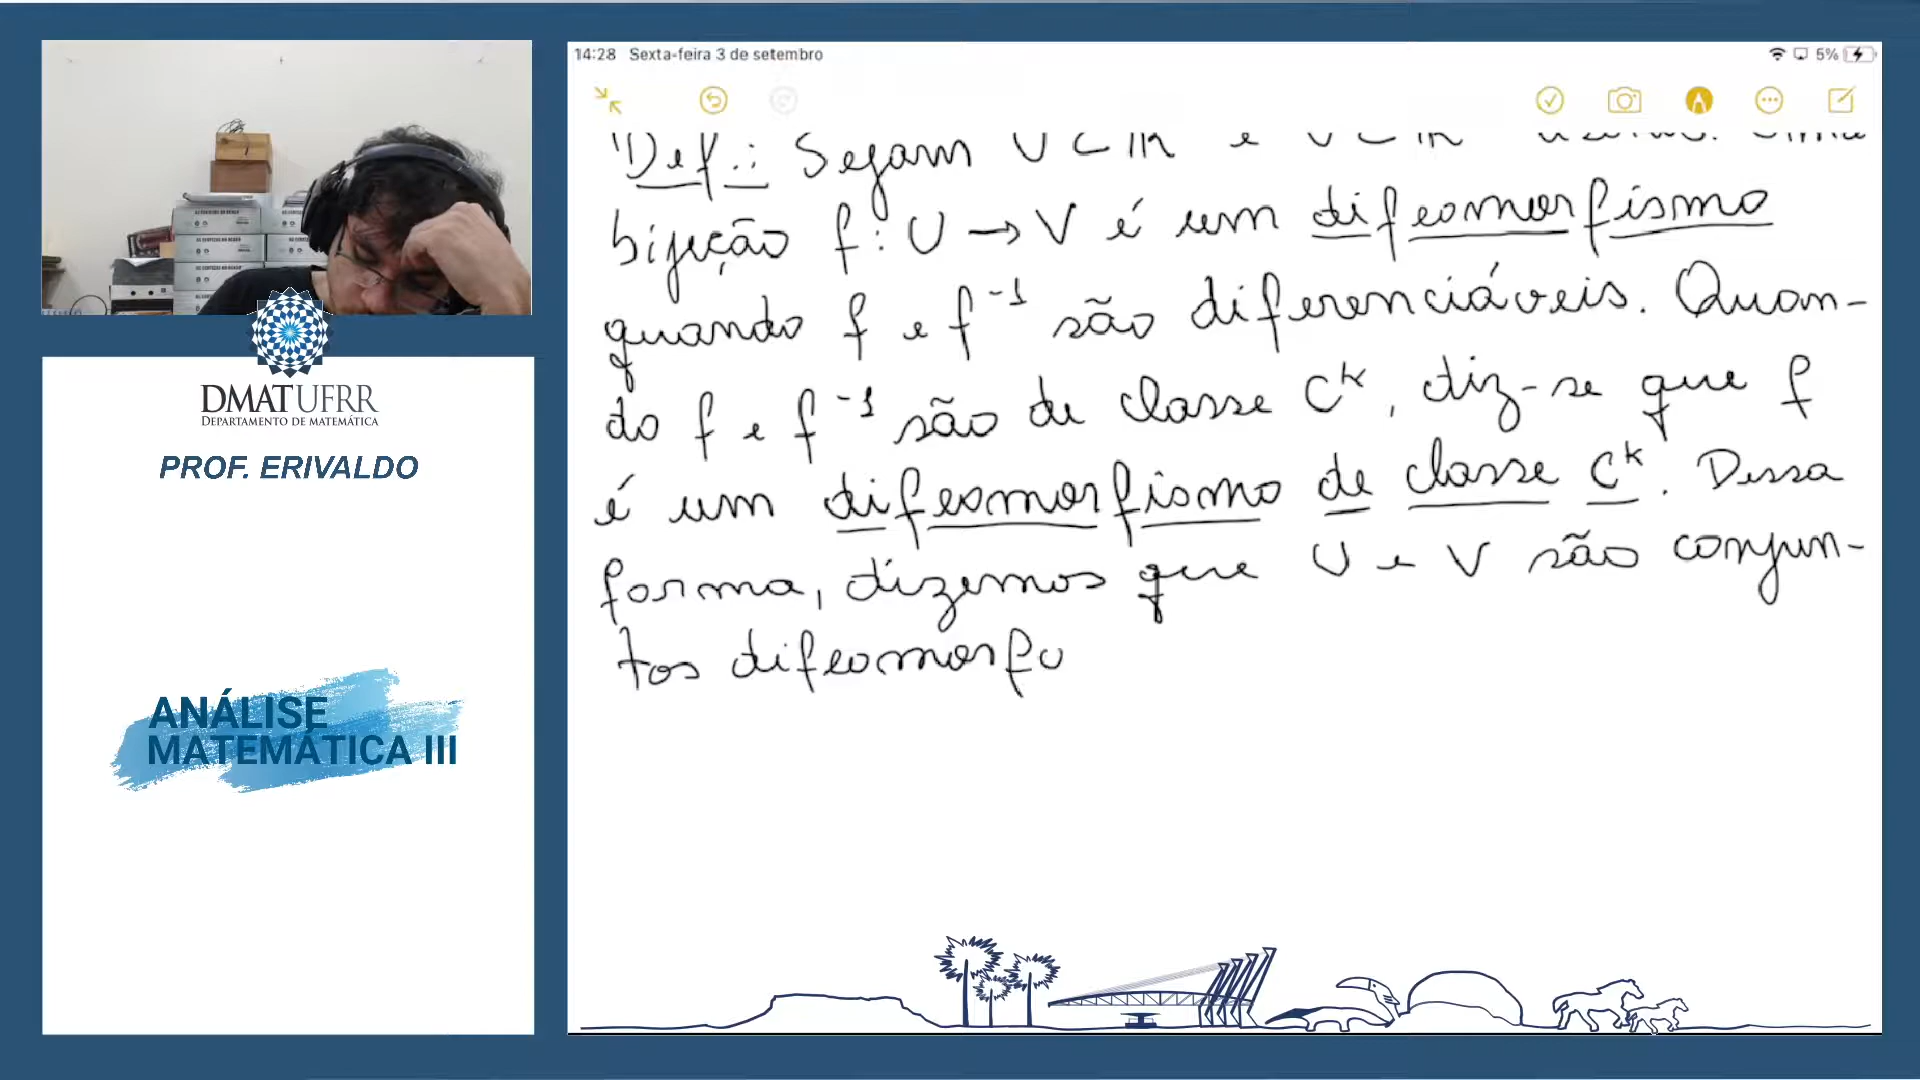 14:28 Sexta-feira 3 de setembro
5%
Def.: Sejam U ⊂ ℝ e V ⊂ ℝ
bijeção f: U → V é um difeomorfismo
quando f e f⁻¹ são diferenciáveis. Quan-
do f e f⁻¹ são de classe Cᵏ, diz-se que f
é um difeomorfismo de classe Cᵏ. Dessa
forma, dizemos que U e V são conjun-
tos difeomorfo
DMATUFRR
DEPARTAMENTO DE MATEMÁTICA
PROF. ERIVALDO
ANÁLISE
MATEMÁTICA III